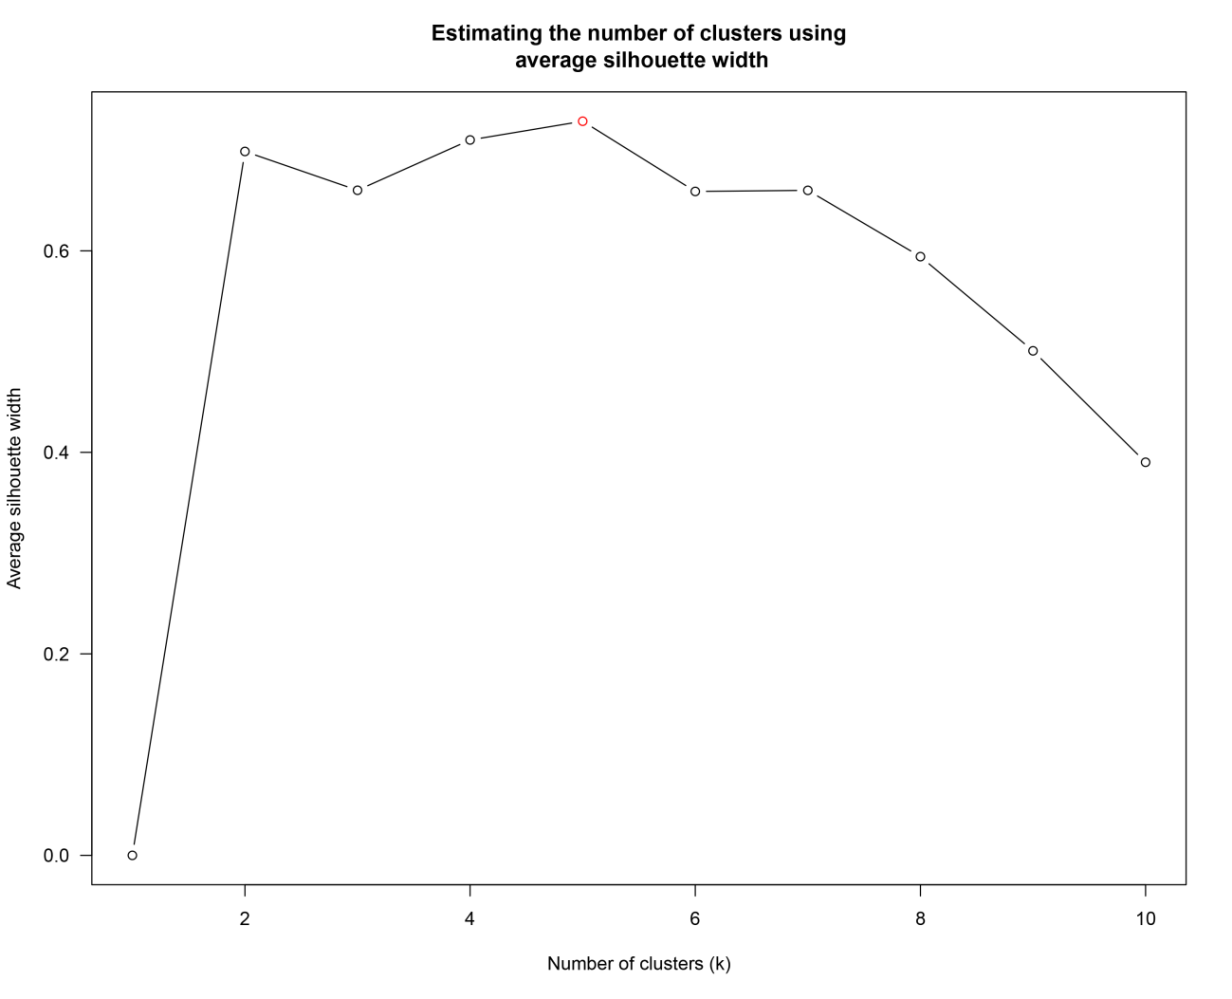 Estimating the number of clusters using
average silhouette width
Average silhouette width
0.6
0.4
0.2
0.0
2 4 6 8 10
Number of clusters (k)